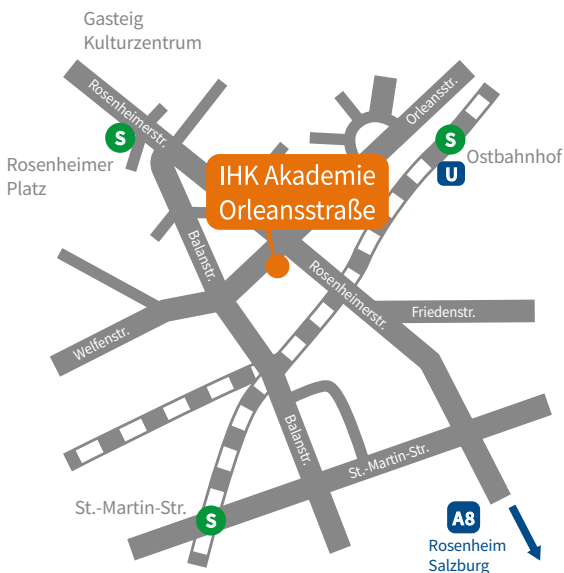 Gasteig
Kulturzentrum
Rosenheimerstr.
Orleansstr.
S
S
Ostbahnhof
U
Rosenheimer
Platz
IHK Akademie
Orleansstraße
Balanstr.
Rosenheimerstr.
Friedenstr.
Welfenstr.
Balanstr.
St.-Martin-Str.
St.-Martin-Str.
S
A8
Rosenheim
Salzburg